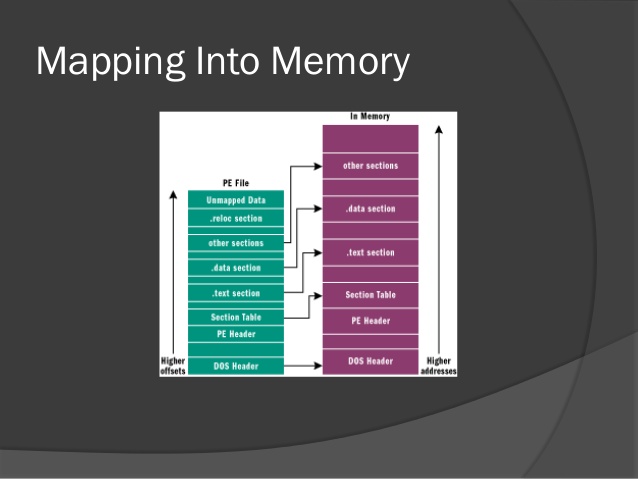 Mapping Into Memory
In Memory
other sections
.data section
.text section
Section Table
PE Header
DOS Header
Higher
addresses
PE File
Unmapped Data
.reloc section
other sections
.data section
.text section
Section Table
PE Header
DOS Header
Higher
offsets